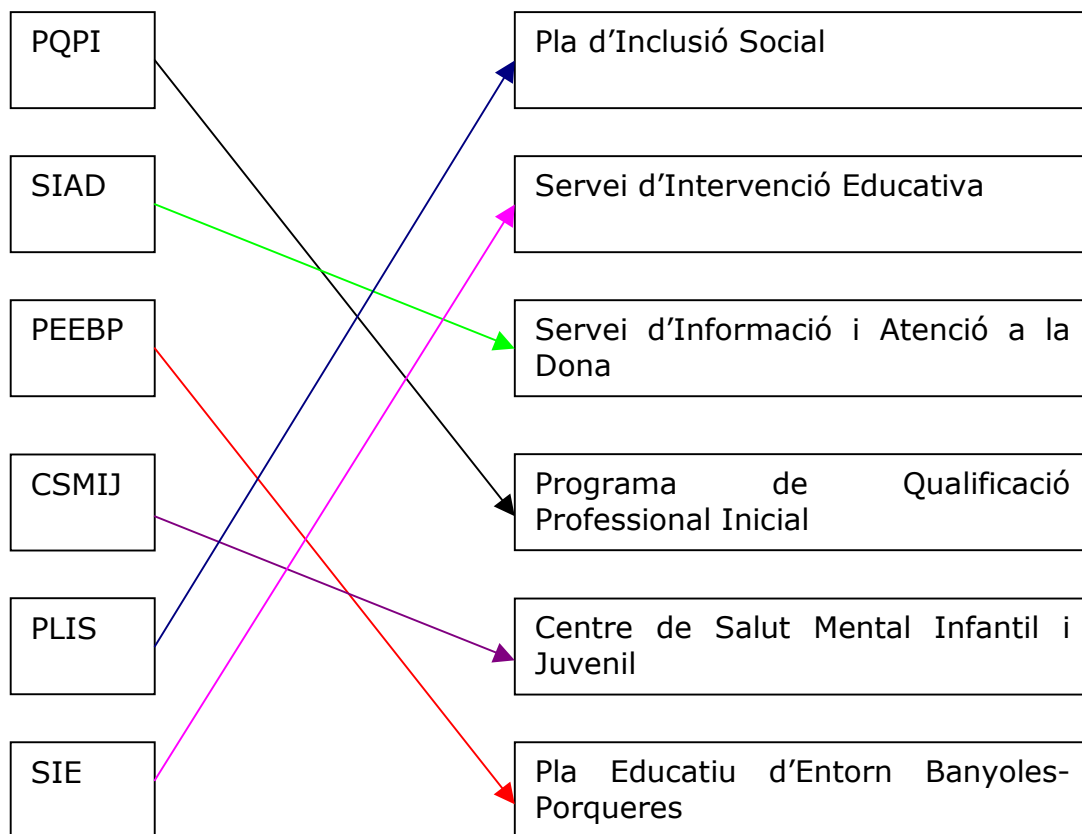 PQPI
Pla d’Inclusió Social
SIAD
Servei d’Intervenció Educativa
PEEBP
Servei d’Informació i Atenció a la
Dona
CSMIJ
Programa de Qualificació
Professional Inicial
PLIS
Centre de Salut Mental Infantil i
Juvenil
SIE
Pla Educatiu d’Entorn Banyoles-
Porqueres